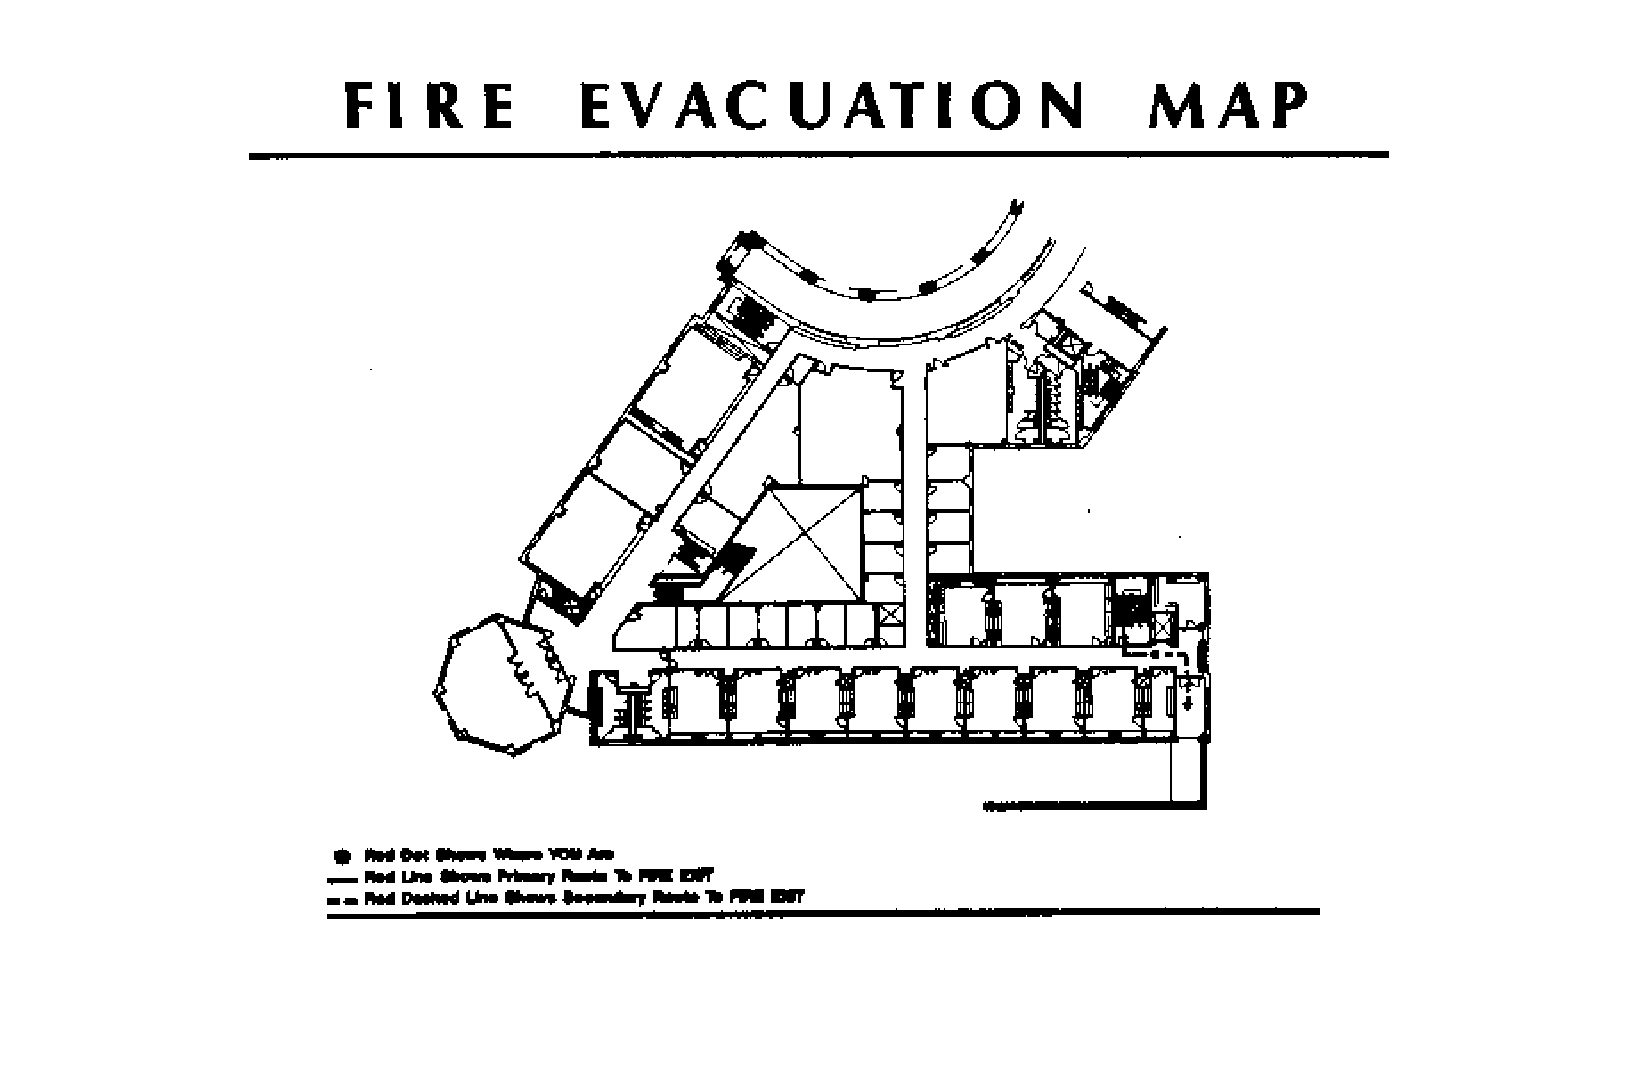 FIRE EVACUATION MAP
Red Dot Shows Where YOU Are
Red Line Shows Primary Route To FIRE EXIT
Red Dashed Line Shows Secondary Route To FIRE EXIT